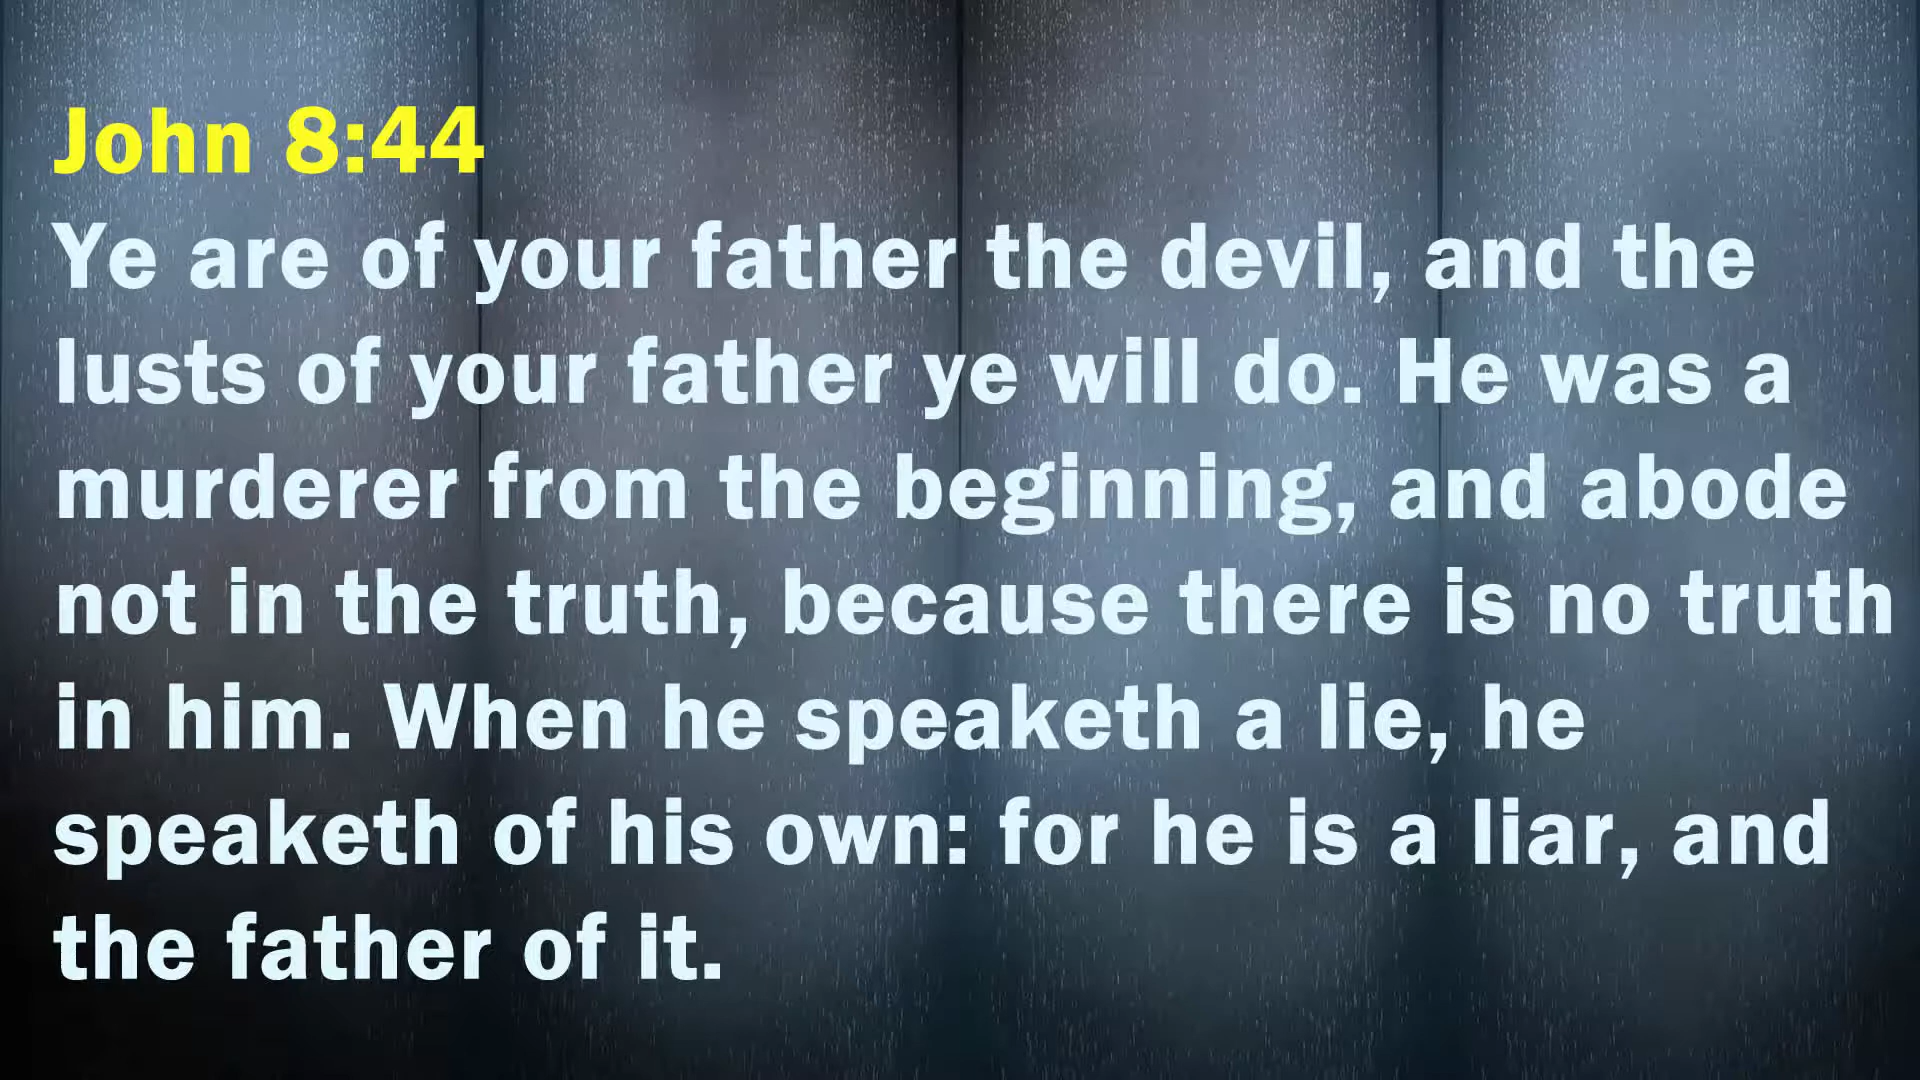 John 8:44
Ye are of your father the devil, and the
lusts of your father ye will do. He was a
murderer from the beginning, and abode
not in the truth, because there is no truth
in him. When he speaketh a lie, he
speaketh of his own: for he is a liar, and
the father of it.